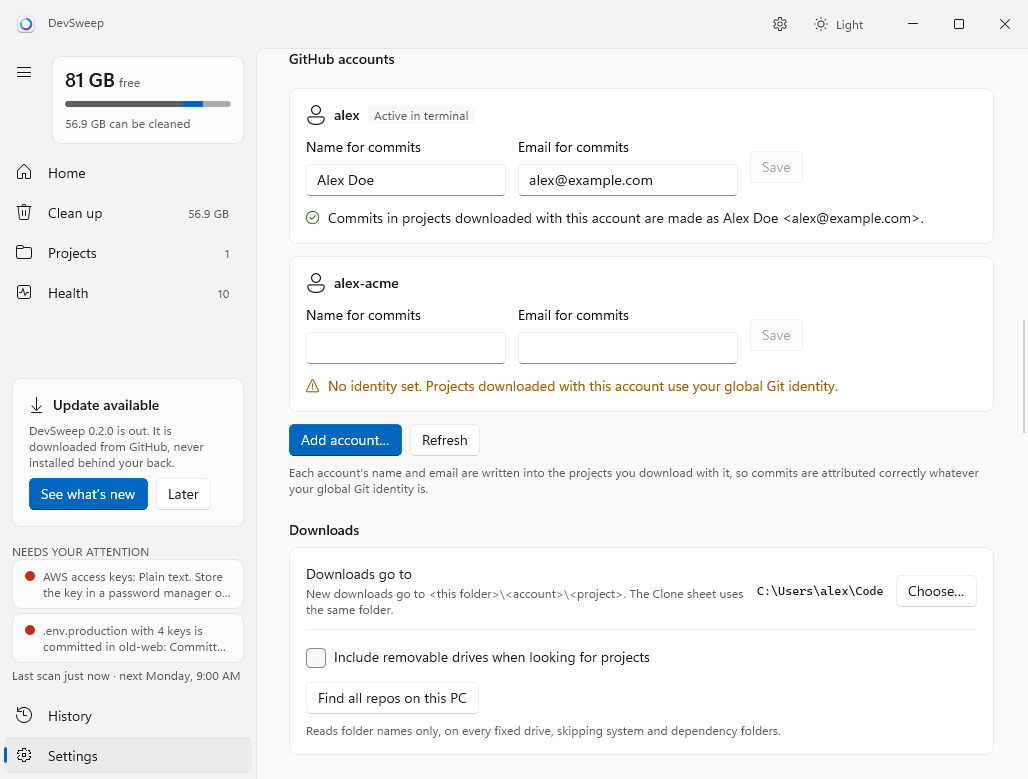 DevSweep
Light
81 GB free
56.9 GB can be cleaned
Home
Clean up 56.9 GB
Projects 1
Health 10
Update available
DevSweep 0.2.0 is out. It is
downloaded from GitHub, never
installed behind your back.
See what's new
Later
NEEDS YOUR ATTENTION
AWS access keys: Plain text. Store
the key in a password manager o...
.env.production with 4 keys is
committed in old-web: Committ...
Last scan just now · next Monday, 9:00 AM
History
Settings
GitHub accounts
alex Active in terminal
Name for commits Email for commits
Alex Doe alex@example.com Save
Commits in projects downloaded with this account are made as Alex Doe <alex@example.com>.
alex-acme
Name for commits Email for commits
Save
No identity set. Projects downloaded with this account use your global Git identity.
Add account... Refresh
Each account's name and email are written into the projects you download with it, so commits are attributed correctly whatever
your global Git identity is.
Downloads
Downloads go to
New downloads go to <this folder>\<account>\<project>. The Clone sheet uses
the same folder.
C:\Users\alex\Code Choose...
Include removable drives when looking for projects
Find all repos on this PC
Reads folder names only, on every fixed drive, skipping system and dependency folders.